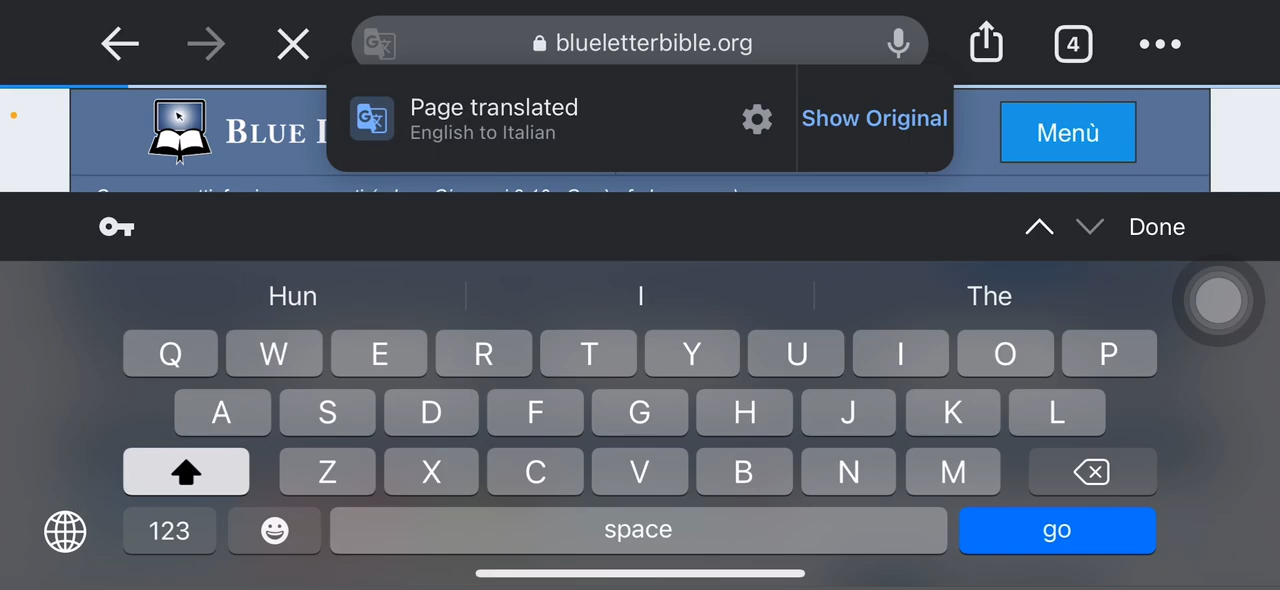 blueletterbible.org
4
Page translated
English to Italian
Show Original
BLUE
Menù
Done
Hun
I
The
Q W E R T Y U I O P
A S D F G H J K L
Z X C V B N M
123
space
go